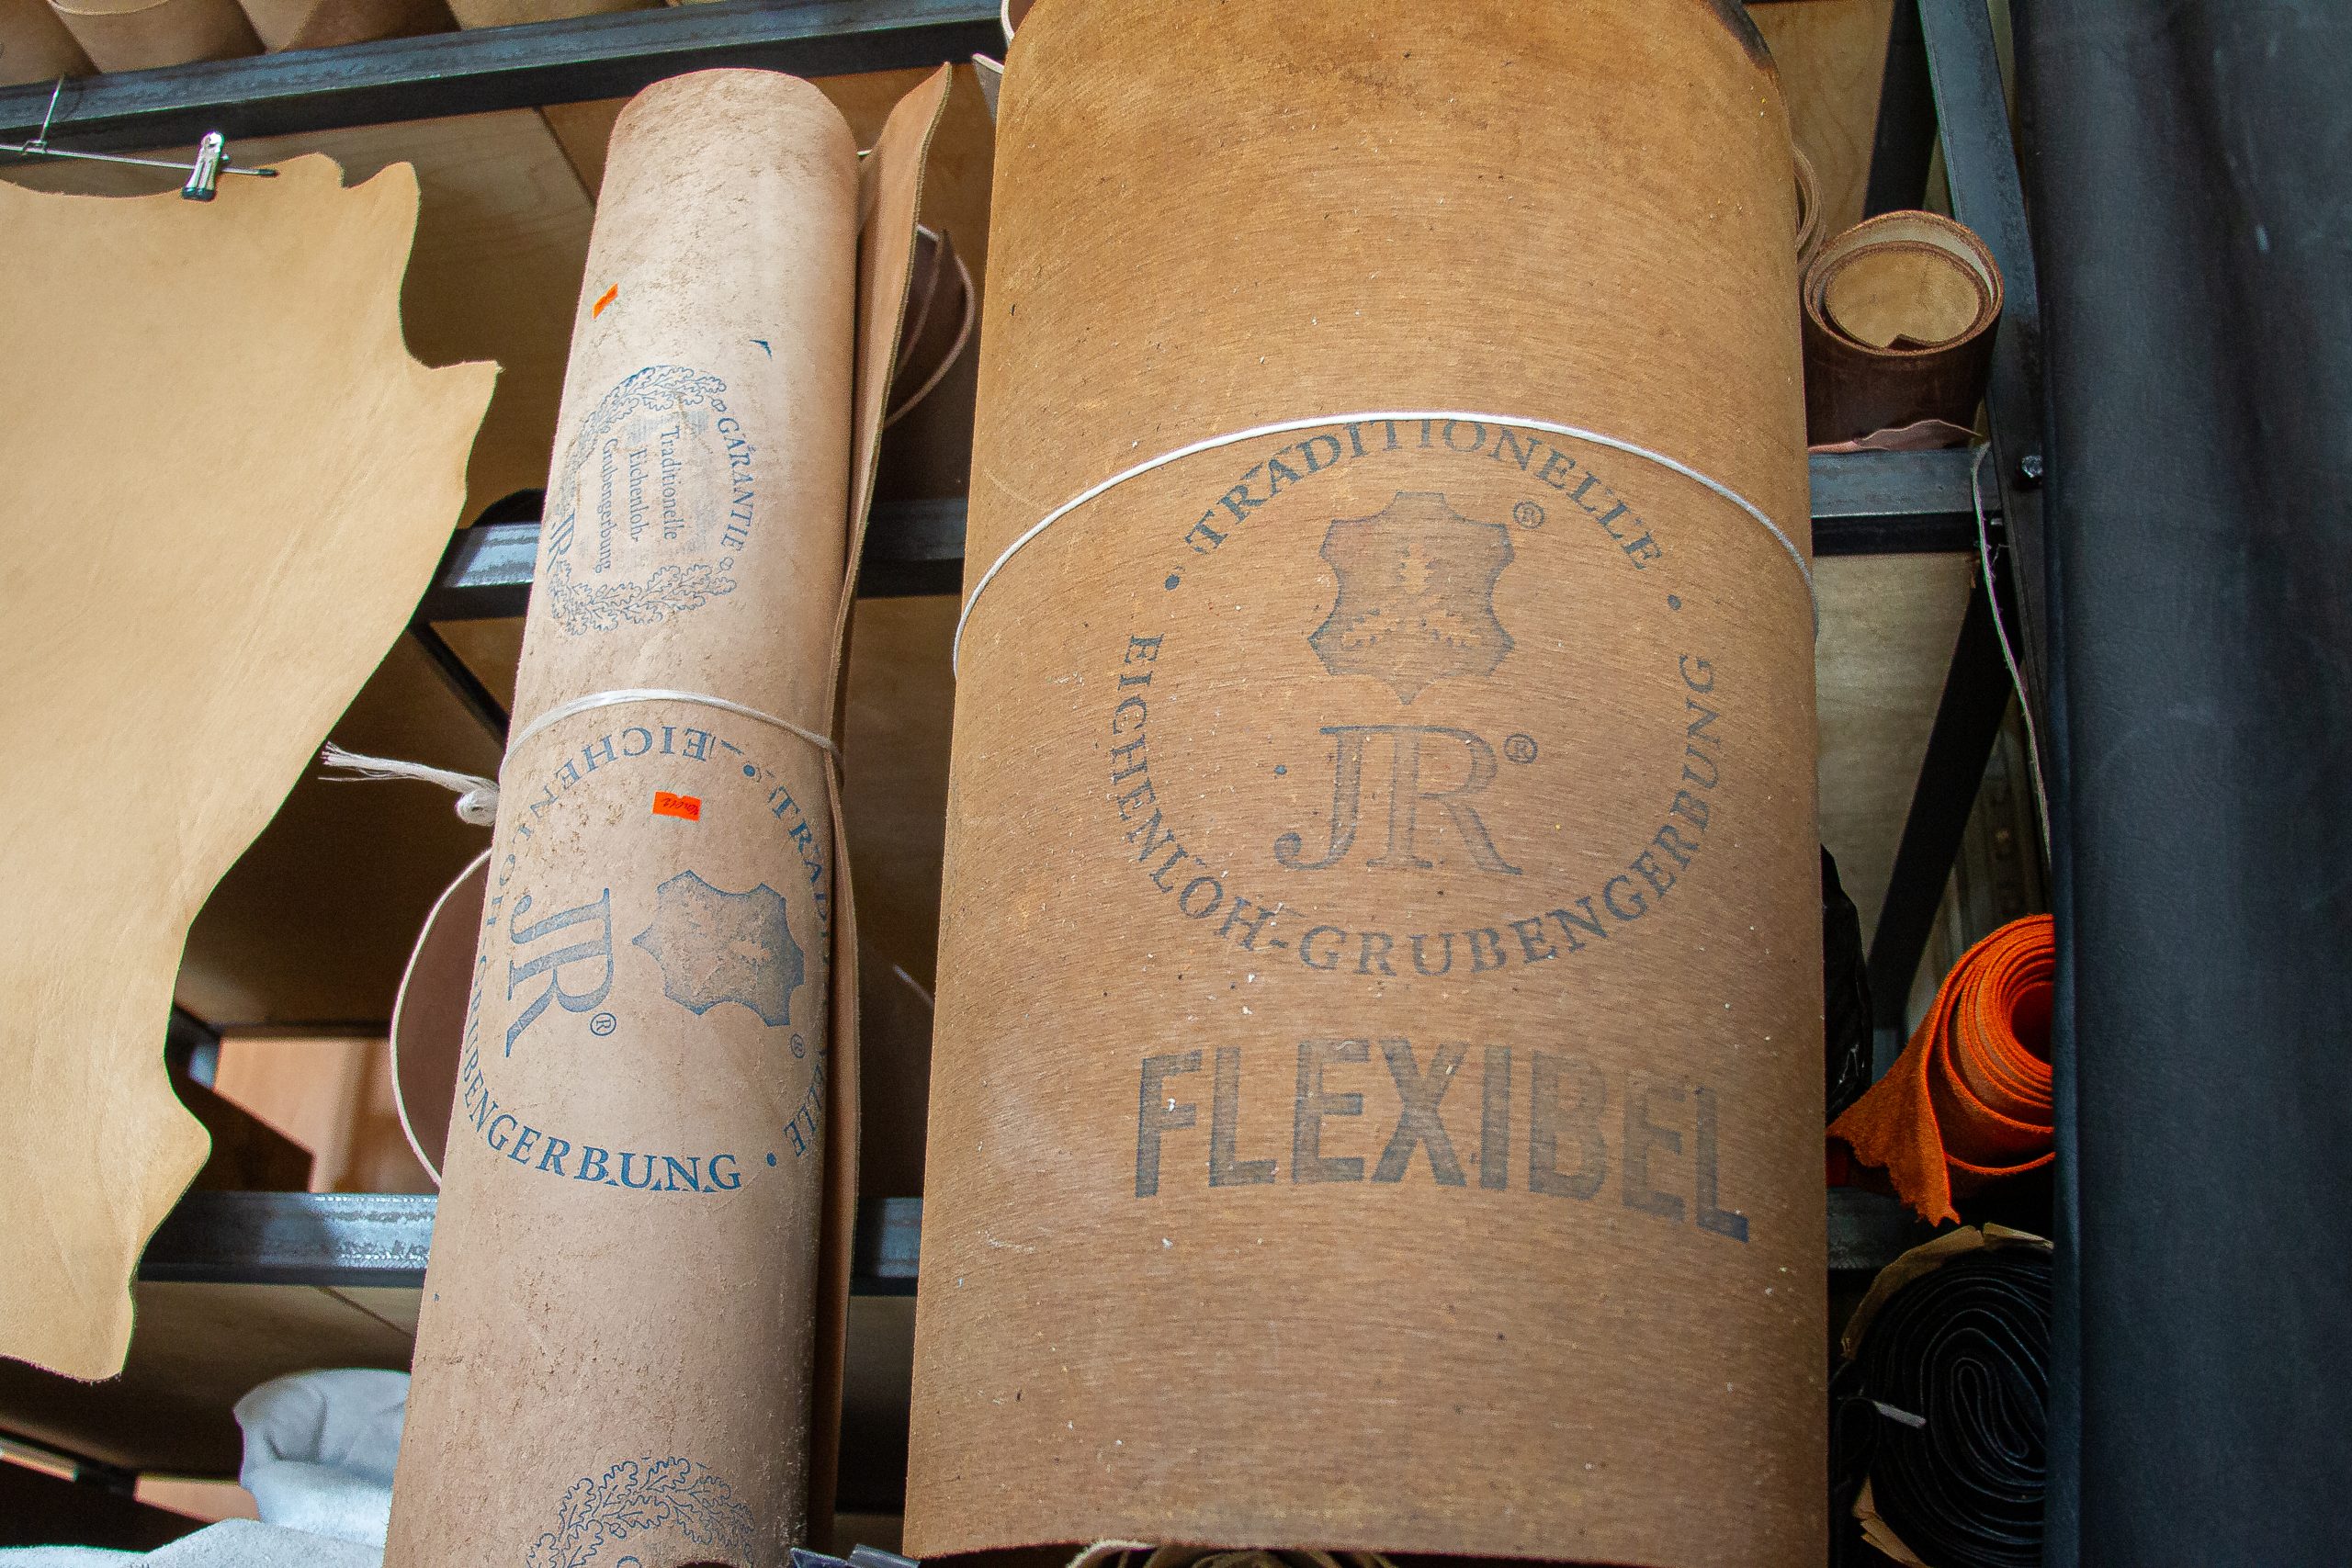 GARANTIE
Traditionelle
Eichenloh-
Grubengerbung
JR
TRADITIONELLE
EICHENLOH-GRUBENGERBUNG
JR®
®
TRADITIONELLE
®
JR®
EICHENLOH-GRUBENGERBUNG
FLEXIBEL